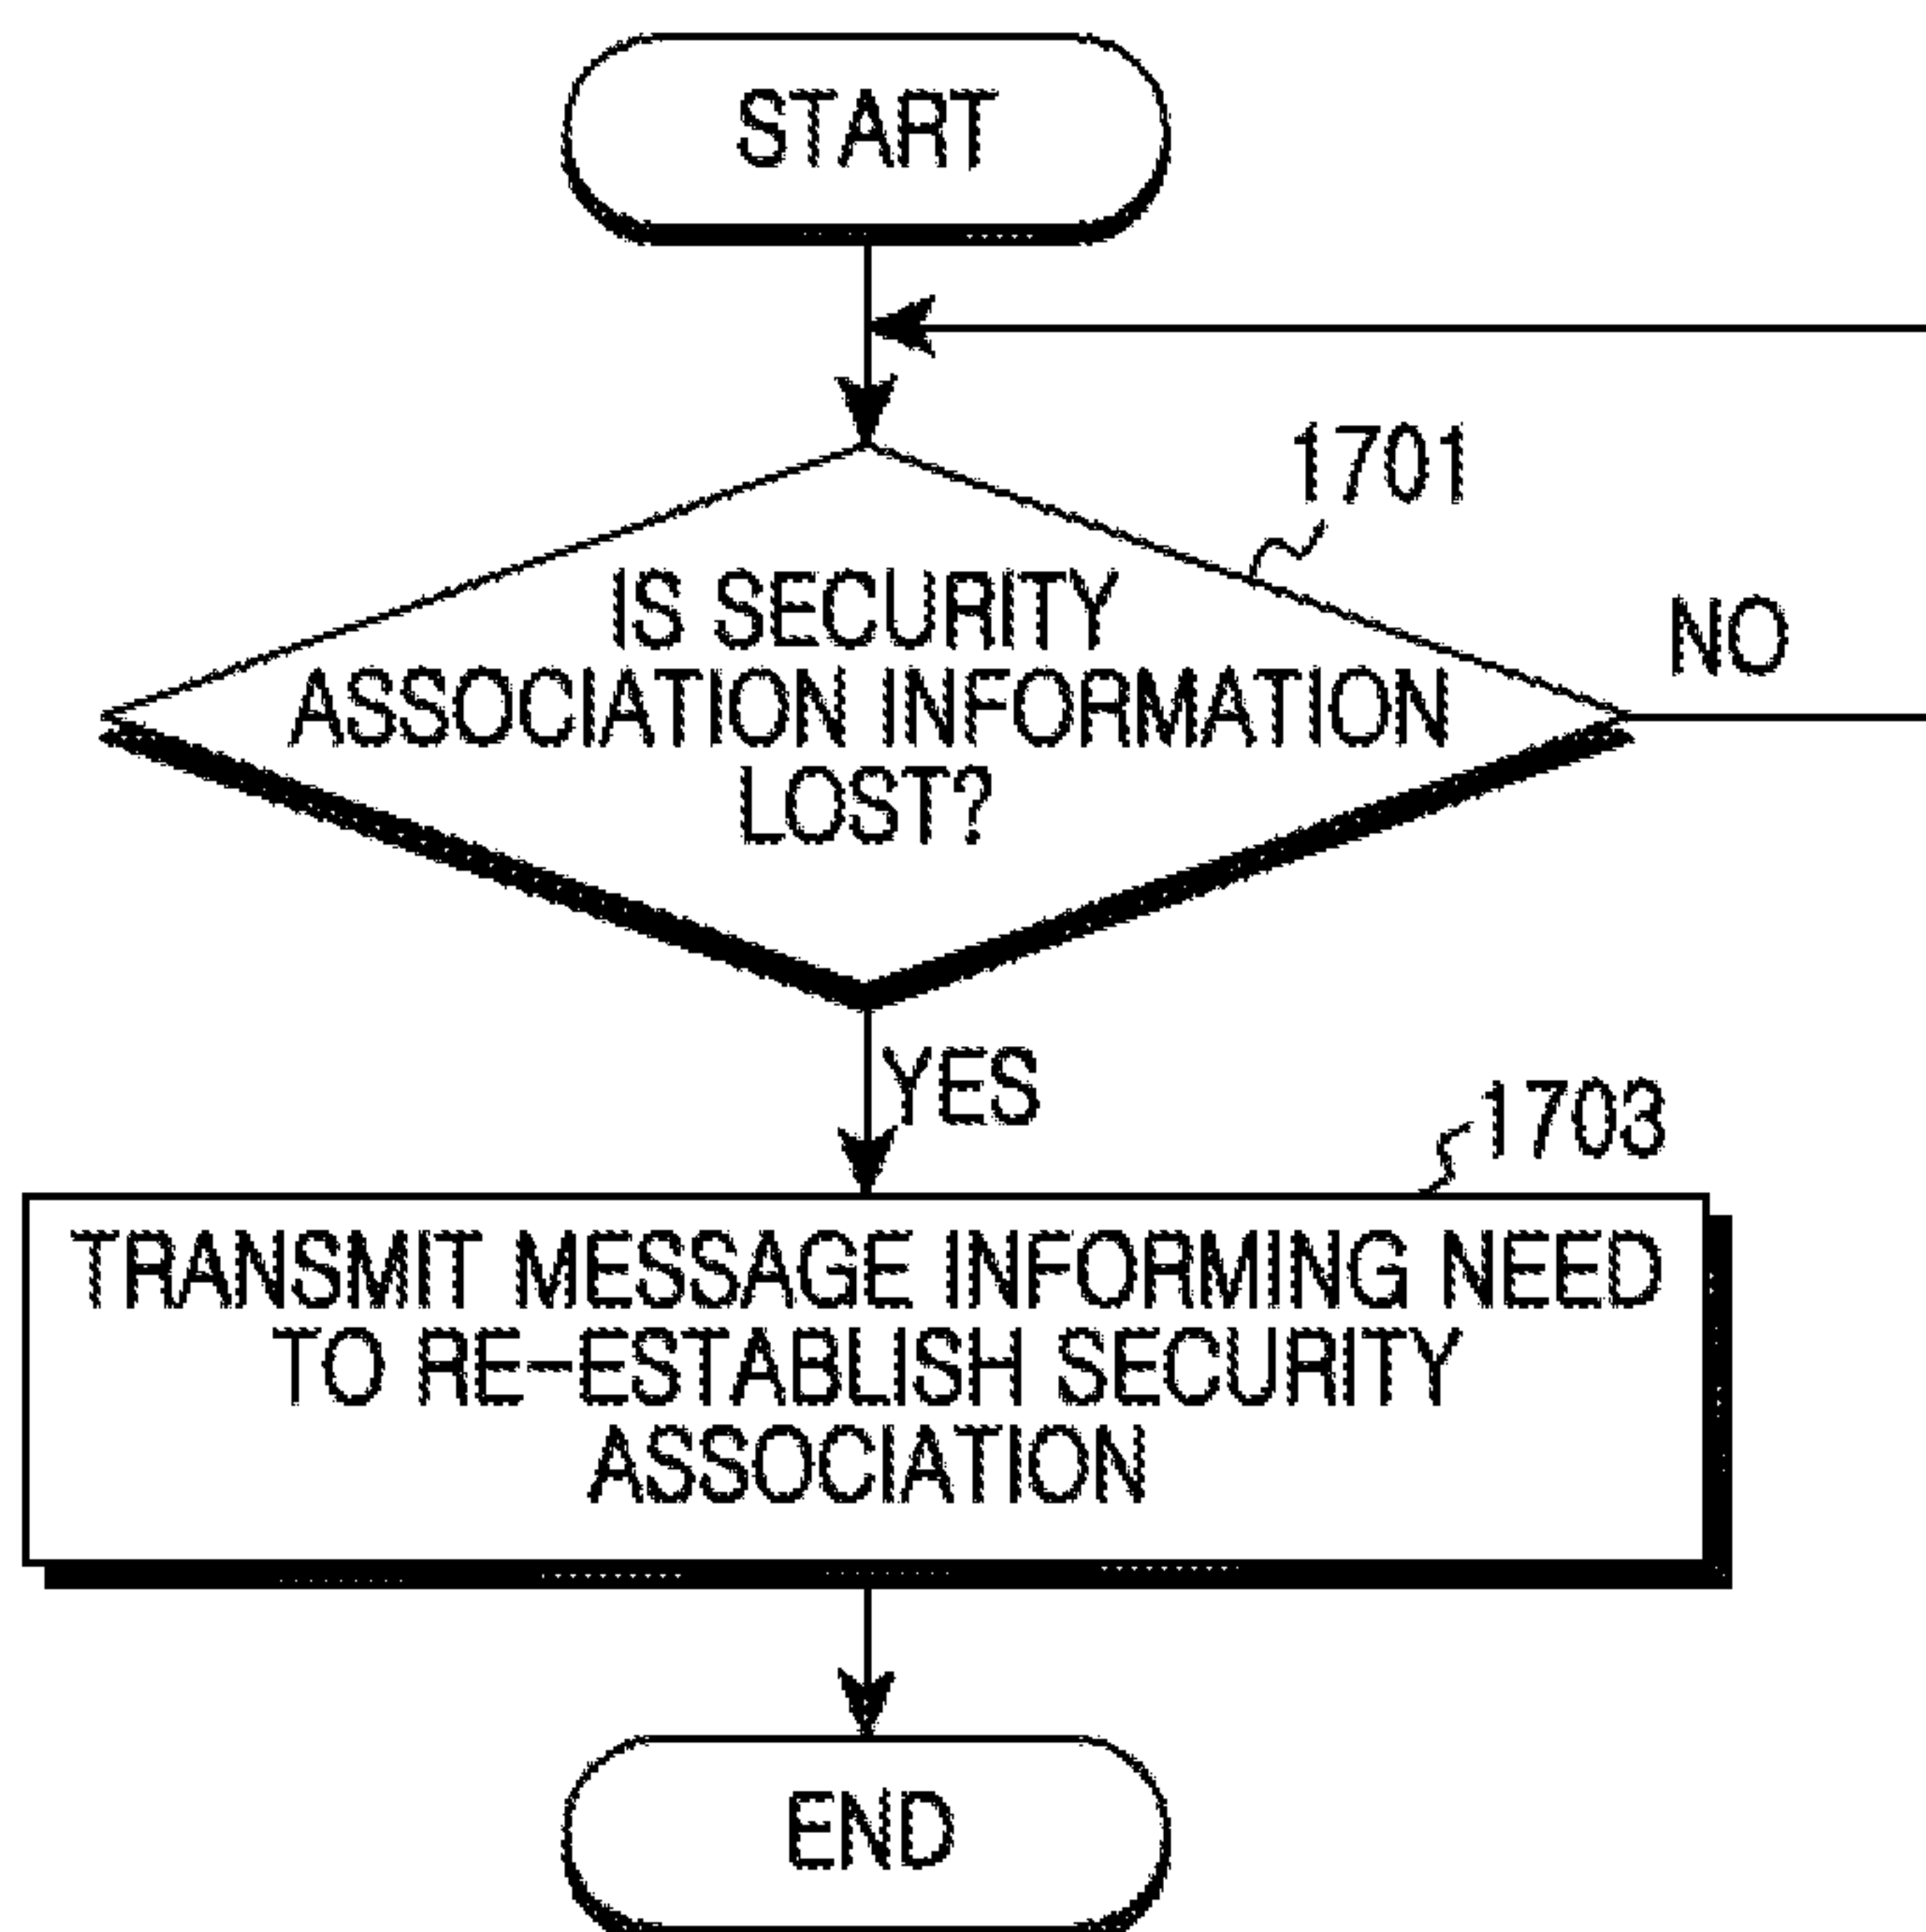 START
1701
IS SECURITY
ASSOCIATION INFORMATION
LOST?
NO
YES
1703
TRANSMIT MESSAGE INFORMING NEED
TO RE-ESTABLISH SECURITY
ASSOCIATION
END